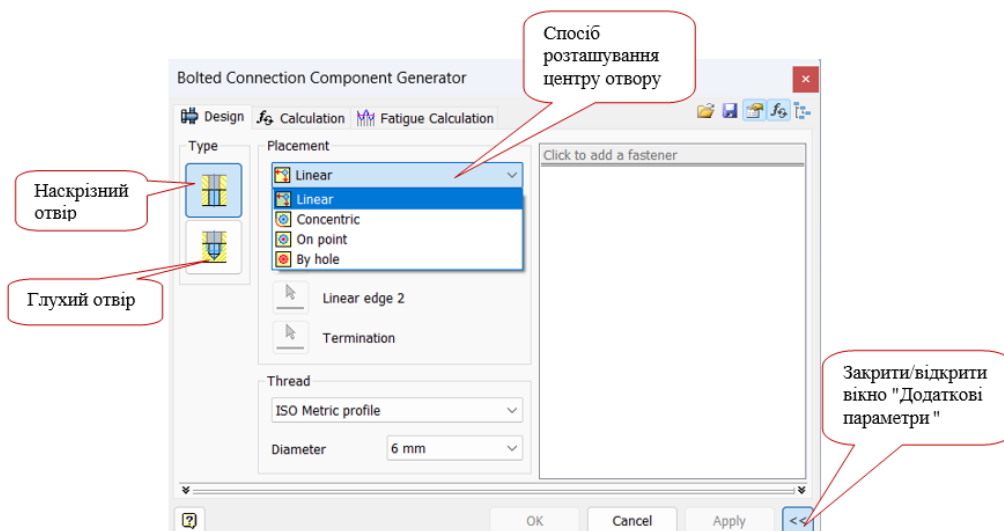 Спосіб
розташування
центру отвору
Bolted Connection Component Generator
Design
Calculation
Fatigue Calculation
Type
Placement
Click to add a fastener
Linear
Linear
Concentric
On point
By hole
Наскрізний
отвір
Глухий отвір
Linear edge 2
Termination
Закрити/відкрити
вікно "Додаткові
параметри "
Thread
ISO Metric profile
Diameter
6 mm
OK
Cancel
Apply
<<